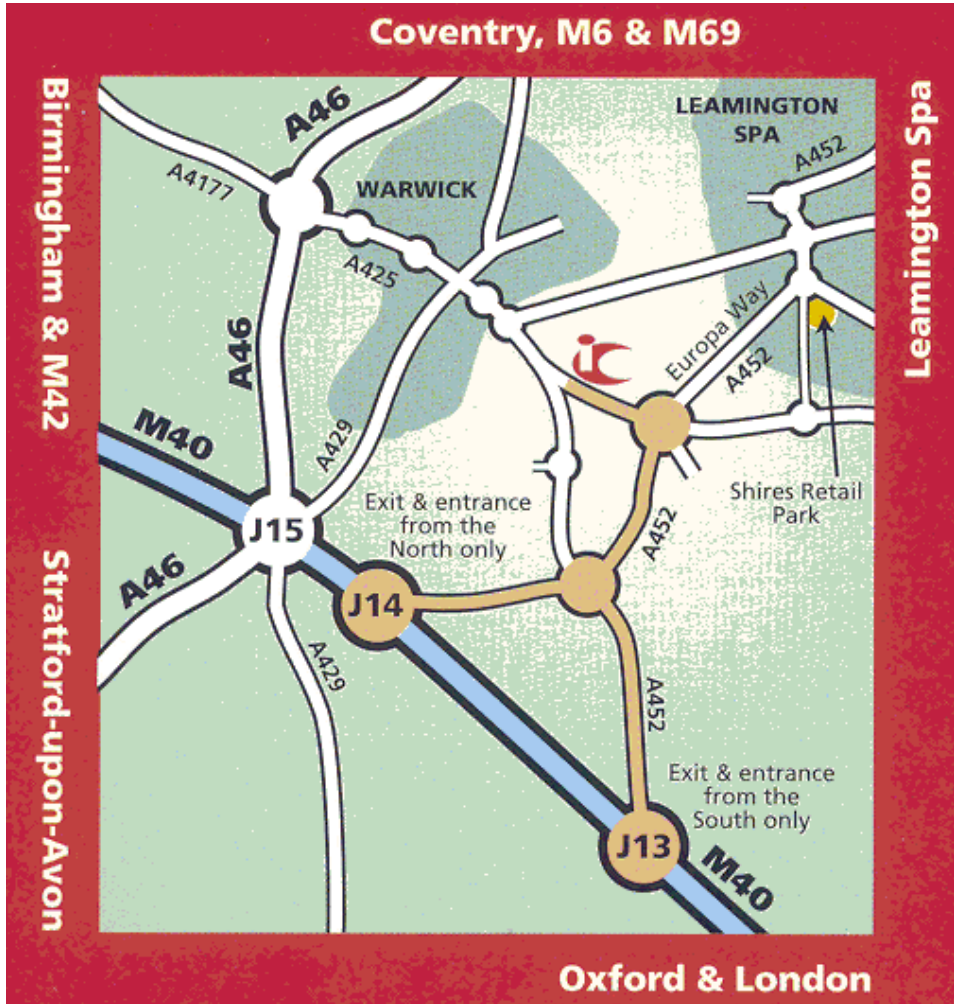 Coventry, M6 & M69
Birmingham & M42
Stratford-upon-Avon
Leamington Spa
Oxford & London
A46
LEAMINGTON
SPA
A452
A4177
WARWICK
A425
A46
Europa Way
A452
ic
M40
A429
Exit & entrance
from the
North only
Shires Retail
Park
J15
A452
A46
J14
A429
A452
Exit & entrance
from the
South only
J13
M40